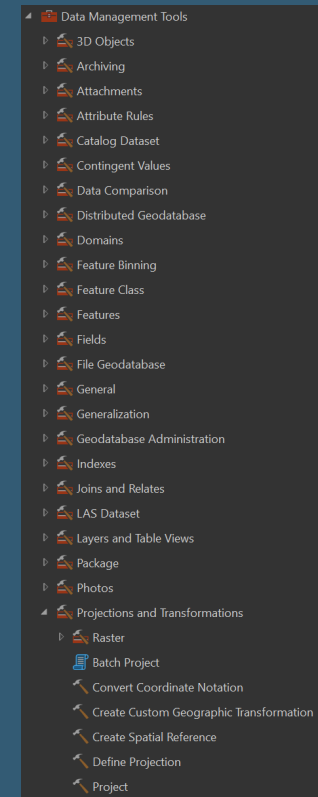 Data Management Tools
3D Objects
Archiving
Attachments
Attribute Rules
Catalog Dataset
Contingent Values
Data Comparison
Distributed Geodatabase
Domains
Feature Binning
Feature Class
Features
Fields
File Geodatabase
General
Generalization
Geodatabase Administration
Indexes
Joins and Relates
LAS Dataset
Layers and Table Views
Package
Photos
Projections and Transformations
Raster
Batch Project
Convert Coordinate Notation
Create Custom Geographic Transformation
Create Spatial Reference
Define Projection
Project